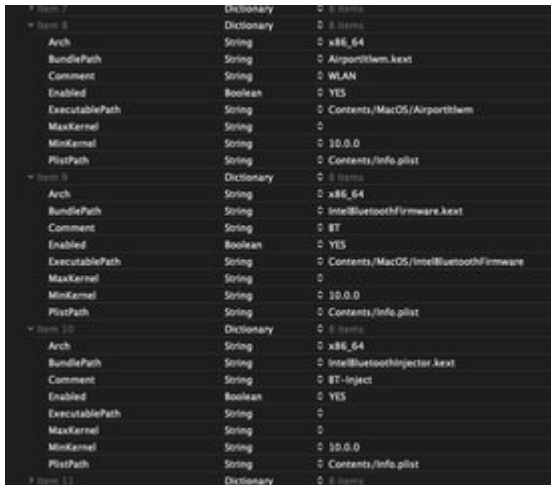 Item 7 Dictionary 8 items
Item 8 Dictionary 8 items
Arch String x86_64
BundlePath String AirportItlwm.kext
Comment String WLAN
Enabled Boolean YES
ExecutablePath String Contents/MacOS/AirportItlwm
MaxKernel String
MinKernel String 10.0.0
PlistPath String Contents/Info.plist
Item 9 Dictionary 8 items
Arch String x86_64
BundlePath String IntelBluetoothFirmware.kext
Comment String BT
Enabled Boolean YES
ExecutablePath String Contents/MacOS/IntelBluetoothFirmware
MaxKernel String
MinKernel String 10.0.0
PlistPath String Contents/Info.plist
Item 10 Dictionary 8 items
Arch String x86_64
BundlePath String IntelBluetoothInjector.kext
Comment String BT-Inject
Enabled Boolean YES
ExecutablePath String
MaxKernel String
MinKernel String 10.0.0
PlistPath String Contents/Info.plist
Item 11 Dictionary 8 items